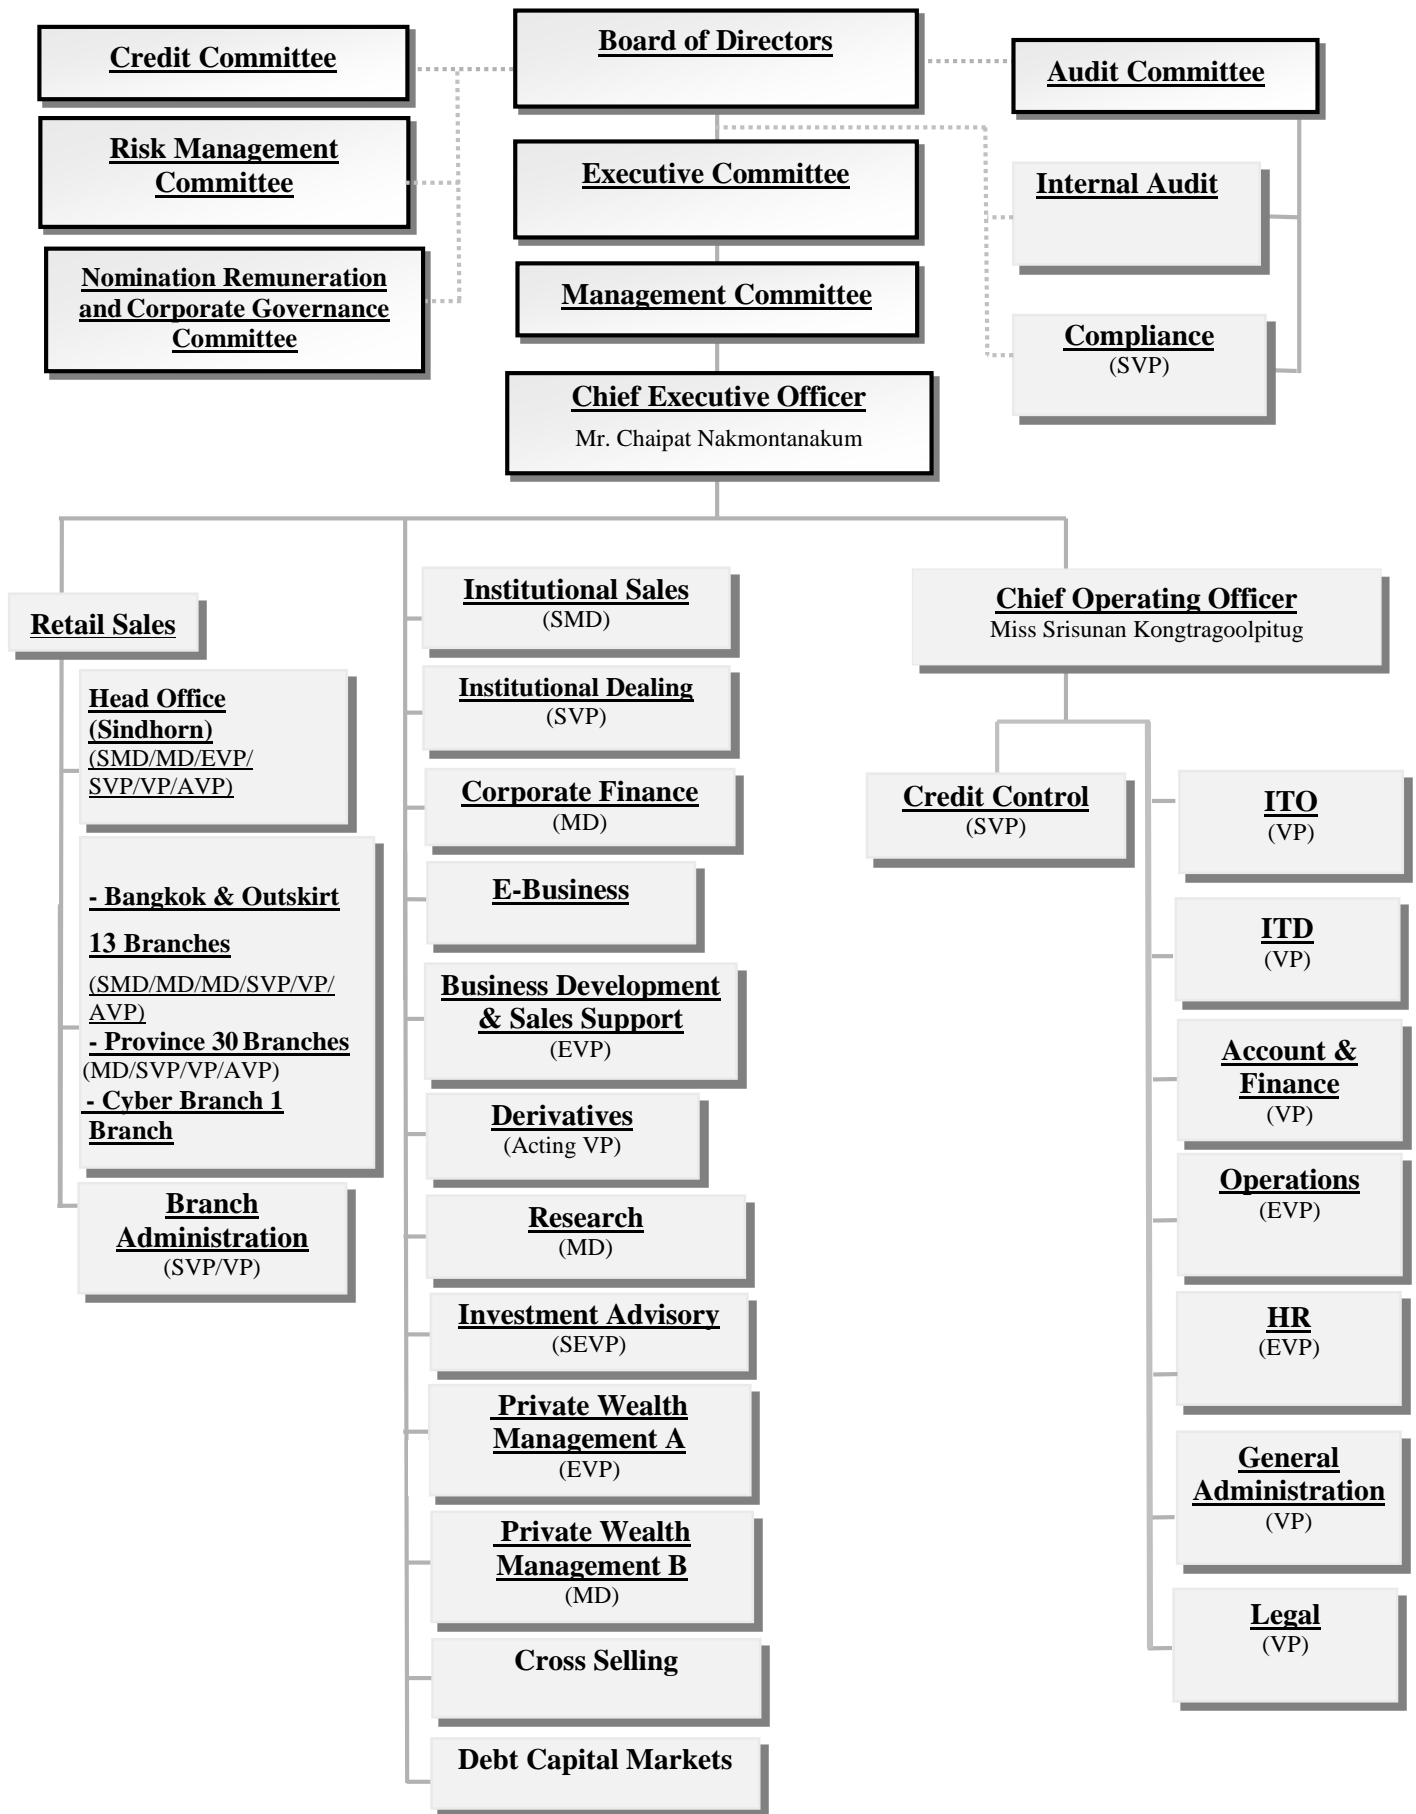 Credit Committee
Board of Directors
Audit Committee
Risk Management
Committee
Executive Committee
Internal Audit
Nomination Remuneration
and Corporate Governance
Committee
Management Committee
Compliance
(SVP)
Chief Executive Officer
Mr. Chaipat Nakmontanakum
Retail Sales
Head Office
(Sindhorn)
(SMD/MD/EVP/
SVP/VP/AVP)
- Bangkok & Outskirt
13 Branches
(SMD/MD/MD/SVP/VP/
AVP)
- Province 30 Branches
(MD/SVP/VP/AVP)
- Cyber Branch 1
Branch
Branch
Administration
(SVP/VP)
Institutional Sales
(SMD)
Institutional Dealing
(SVP)
Corporate Finance
(MD)
E-Business
Business Development
& Sales Support
(EVP)
Derivatives
(Acting VP)
Research
(MD)
Investment Advisory
(SEVP)
Private Wealth
Management A
(EVP)
Private Wealth
Management B
(MD)
Cross Selling
Debt Capital Markets
Chief Operating Officer
Miss Srisunan Kongtragoolpitug
Credit Control
(SVP)
ITO
(VP)
ITD
(VP)
Account &
Finance
(VP)
Operations
(EVP)
HR
(EVP)
General
Administration
(VP)
Legal
(VP)